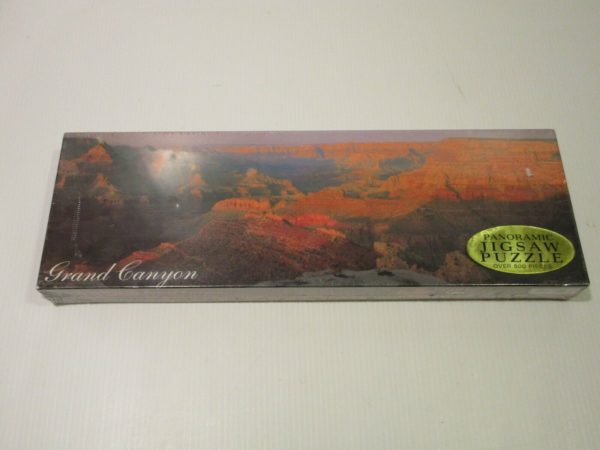 Grand Canyon
PANORAMIC
JIGSAW
PUZZLE
OVER 500 PIECES